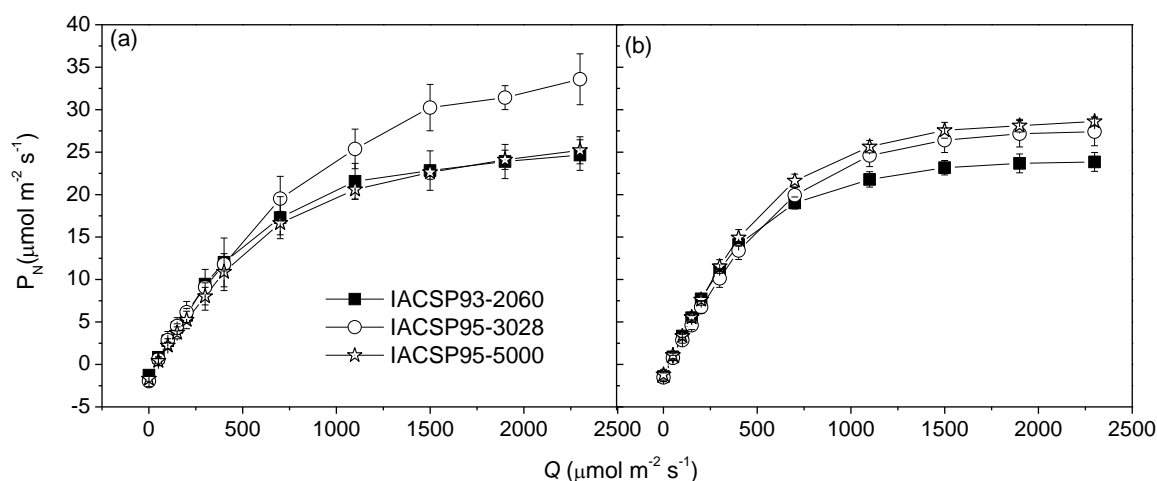 (a)
(b)
40
35
30
25
20
15
10
5
0
-5
P_N (μmol m⁻² s⁻¹)
IACSP93-2060
IACSP95-3028
IACSP95-5000
0 500 1000 1500 2000 2500 0 500 1000 1500 2000 2500
Q (μmol m⁻² s⁻¹)